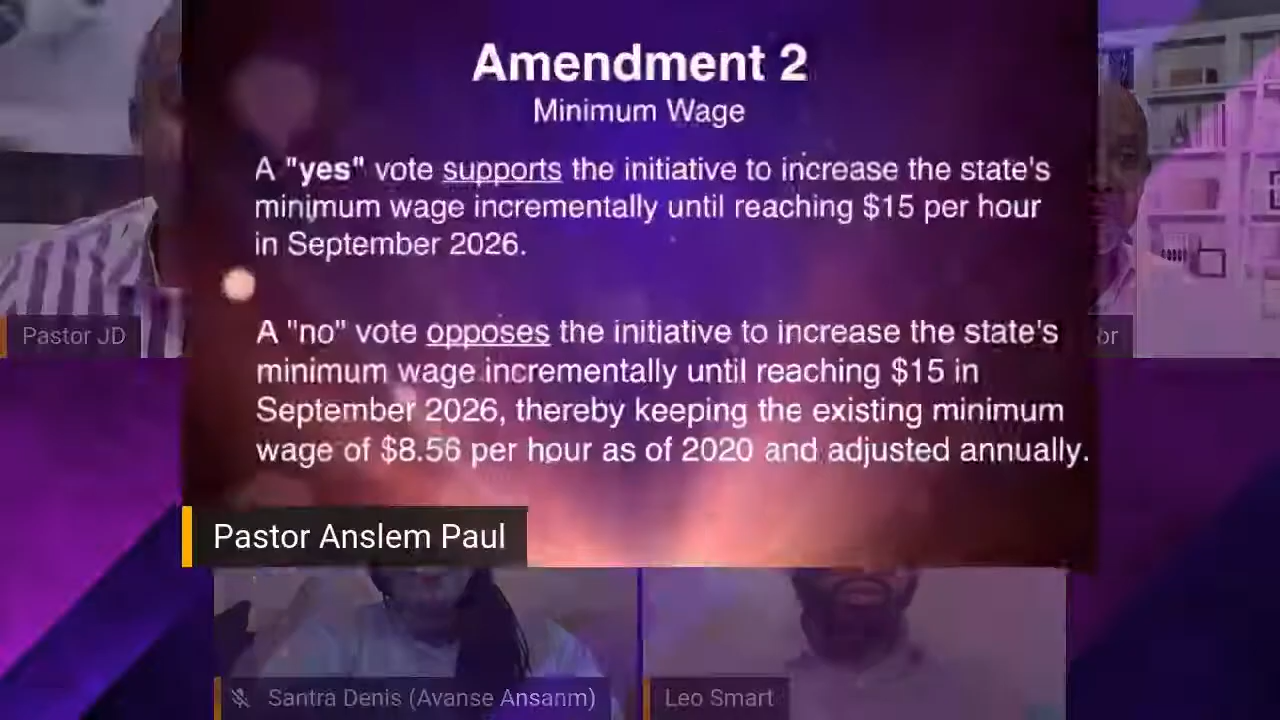 Amendment 2
Minimum Wage
A "yes" vote supports the initiative to increase the state's
minimum wage incrementally until reaching $15 per hour
in September 2026.
A "no" vote opposes the initiative to increase the state's
minimum wage incrementally until reaching $15 in
September 2026, thereby keeping the existing minimum
wage of $8.56 per hour as of 2020 and adjusted annually.
Pastor JD
Pastor Anslem Paul
Santra Denis (Avanse Ansanm)
Leo Smart